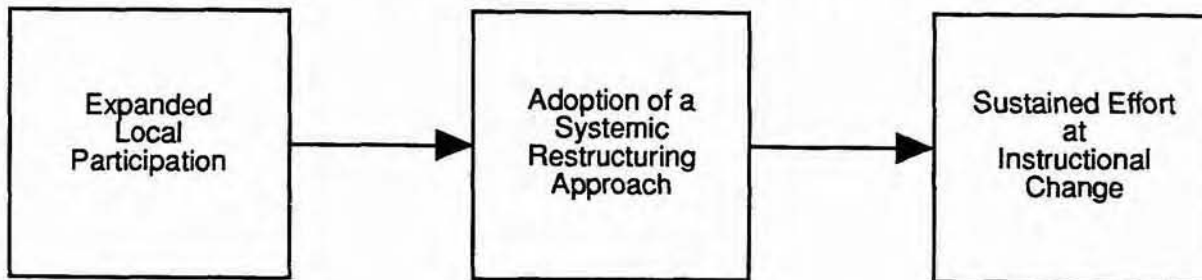 Expanded
Local
Participation
Adoption of a
Systemic
Restructuring
Approach
Sustained Effort
at
Instructional
Change